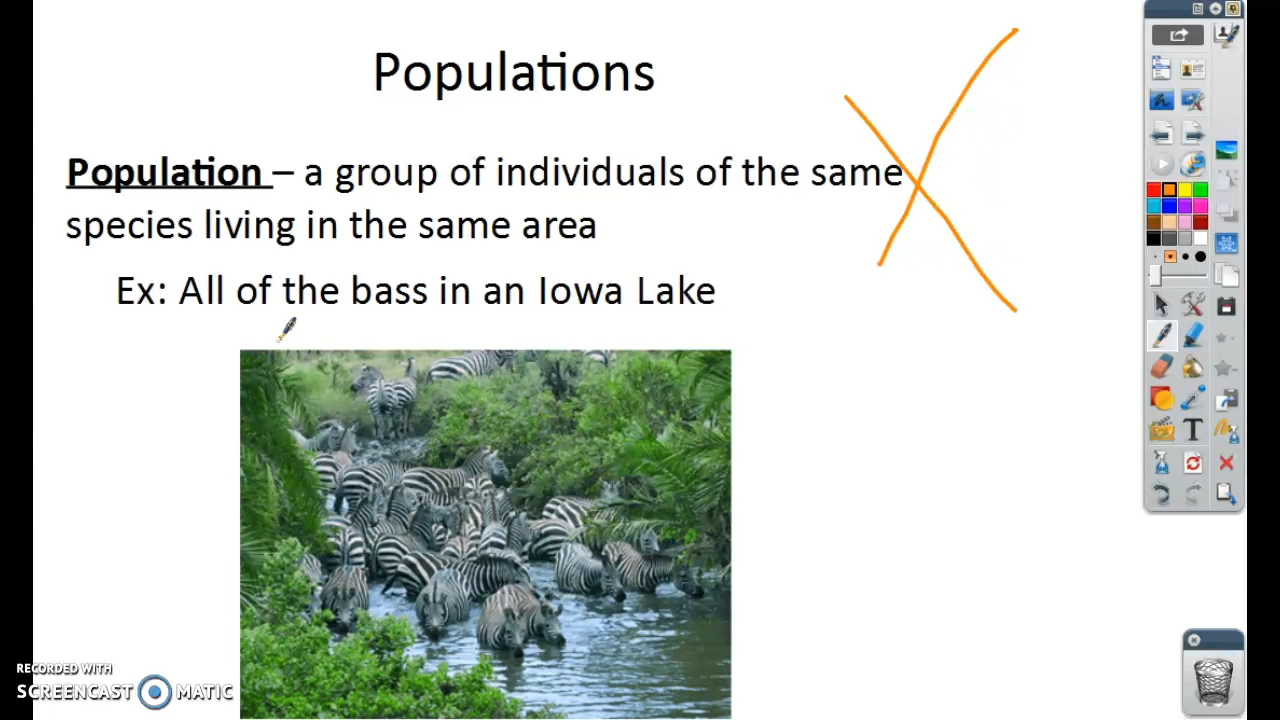 Populations
Population – a group of individuals of the same
species living in the same area
Ex: All of the bass in an Iowa Lake
RECORDED WITH
SCREENCAST MATIC